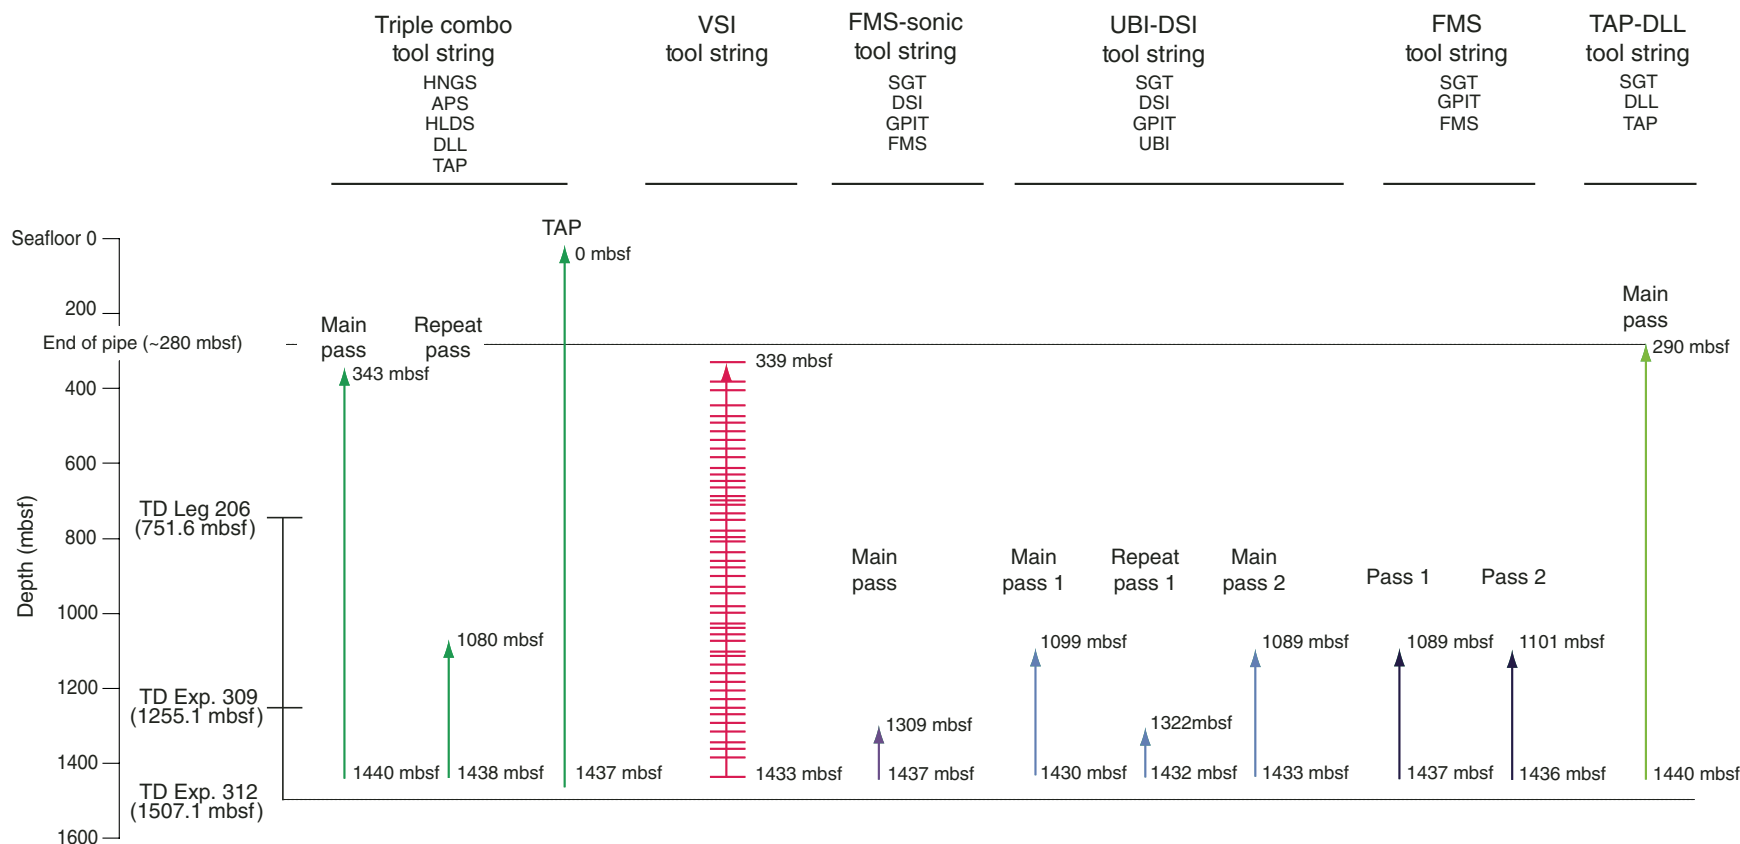 Triple combo
tool string
HNGS
APS
HLDS
DLL
TAP
VSI
tool string
FMS-sonic
tool string
SGT
DSI
GPIT
FMS
UBI-DSI
tool string
SGT
DSI
GPIT
UBI
FMS
tool string
SGT
GPIT
FMS
TAP-DLL
tool string
SGT
DLL
TAP
Depth (mbsf)
Seafloor 0
200
End of pipe (~280 mbsf)
400
600
800
1000
1200
1400
1600
TD Leg 206
(751.6 mbsf)
TD Exp. 309
(1255.1 mbsf)
TD Exp. 312
(1507.1 mbsf)
Main
pass
343 mbsf
1440 mbsf
Repeat
pass
1080 mbsf
1438 mbsf
TAP
0 mbsf
1437 mbsf
339 mbsf
1433 mbsf
Main
pass
1309 mbsf
1437 mbsf
Main
pass 1
1099 mbsf
1430 mbsf
Repeat
pass 1
1322mbsf
1432 mbsf
Main
pass 2
1089 mbsf
1433 mbsf
Pass 1
1089 mbsf
1437 mbsf
Pass 2
1101 mbsf
1436 mbsf
Main
pass
290 mbsf
1440 mbsf